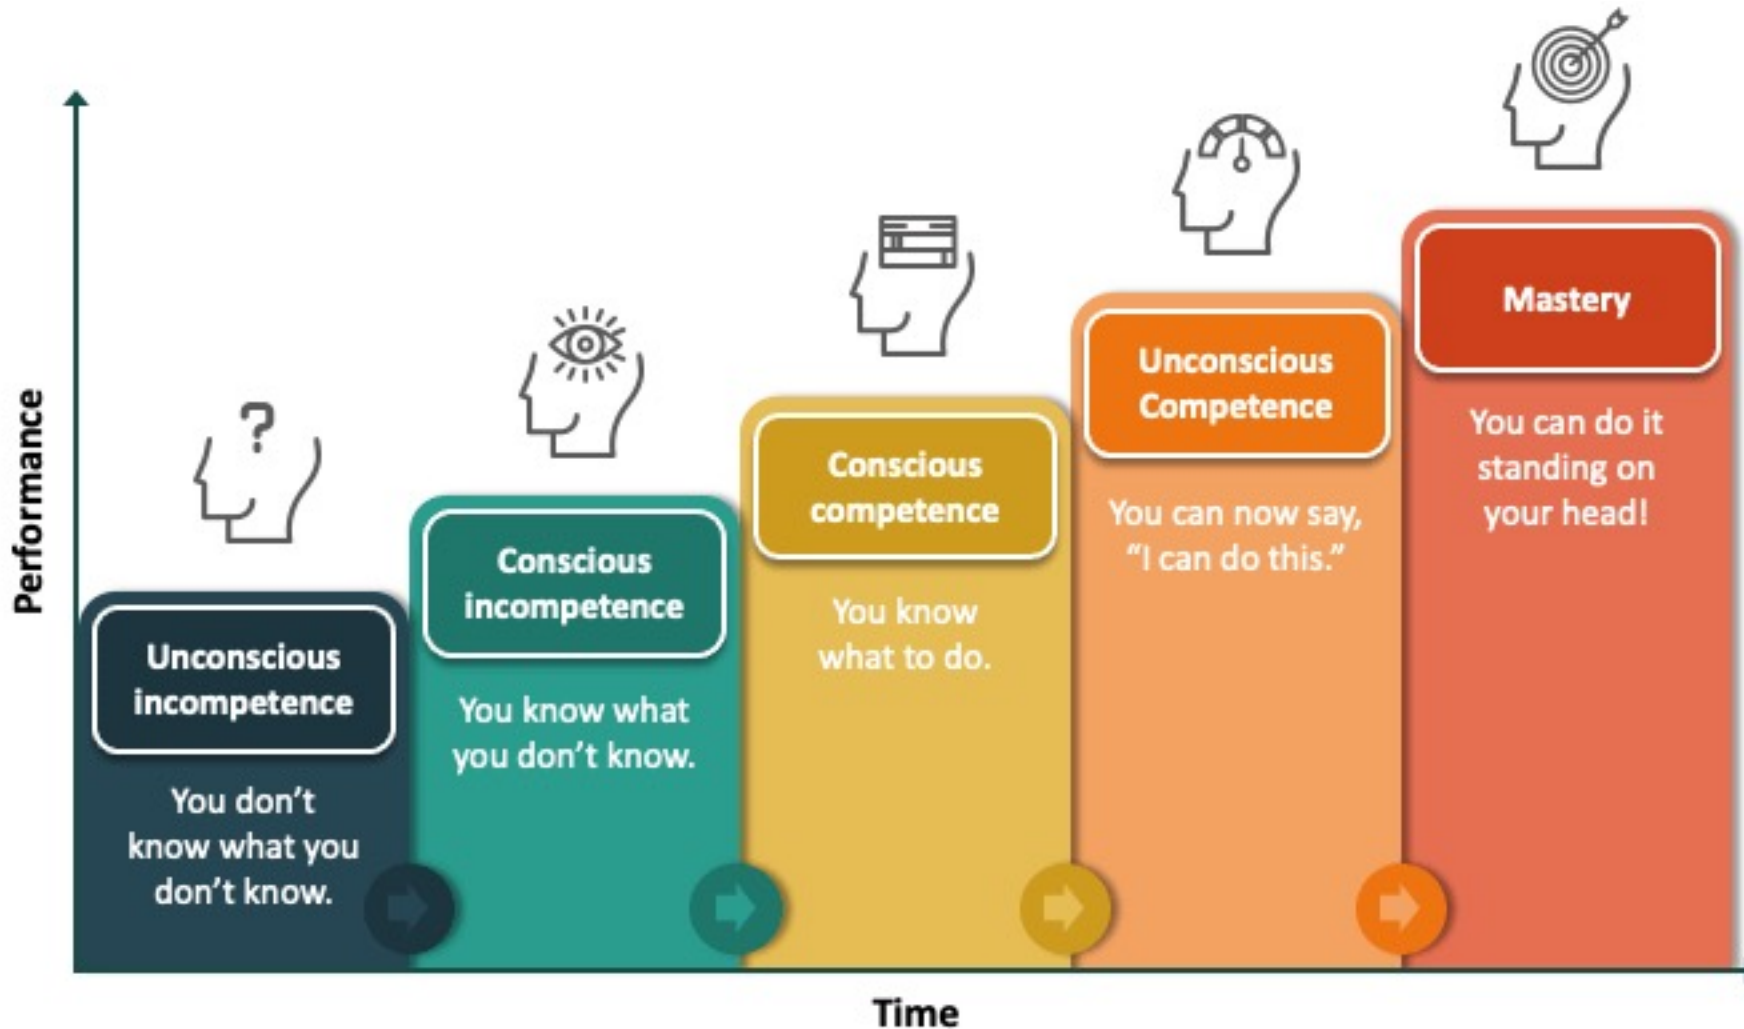 Performance
Unconscious
incompetence
You don't
know what you
don't know.
Conscious
incompetence
You know what
you don't know.
Conscious
competence
You know
what to do.
Unconscious
Competence
You can now say,
“I can do this.”
Mastery
You can do it
standing on
your head!
Time